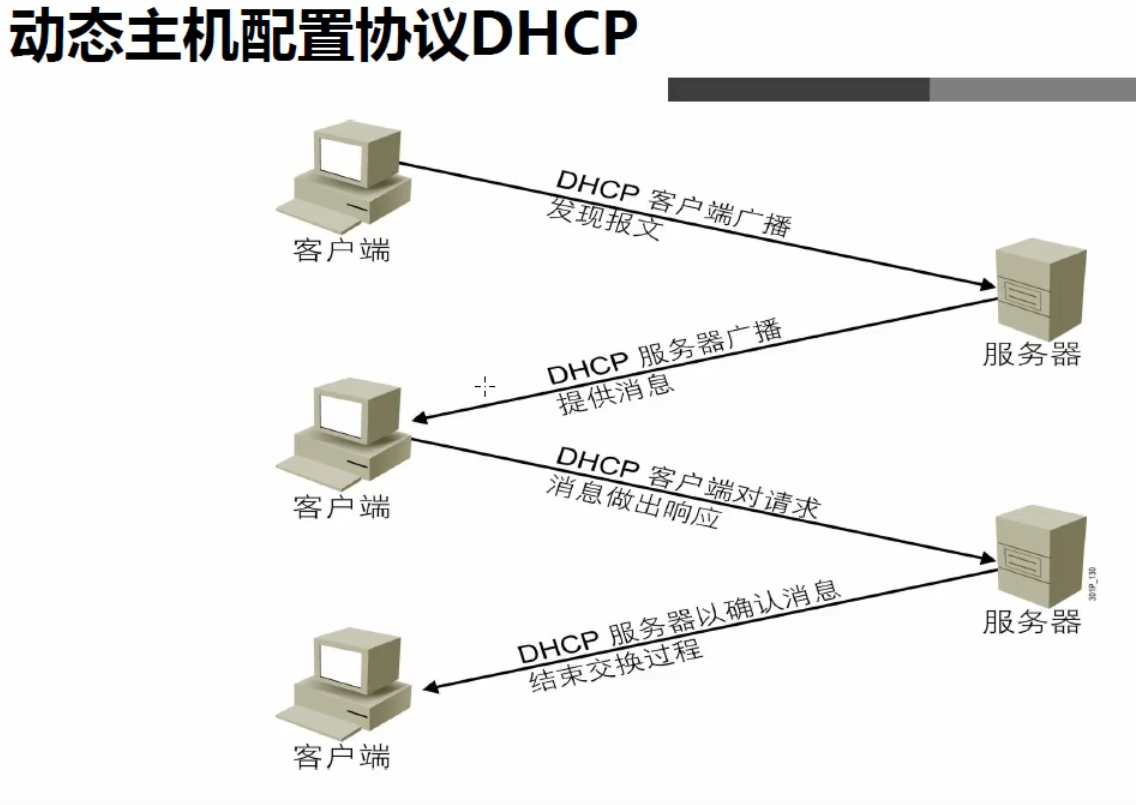 动态主机配置协议DHCP
DHCP 客户端广播
发现报文
客户端
服务器
DHCP 服务器广播
提供消息
客户端
DHCP 客户端对请求
消息做出响应
服务器
301P_130
DHCP 服务器以确认消息
结束交换过程
客户端